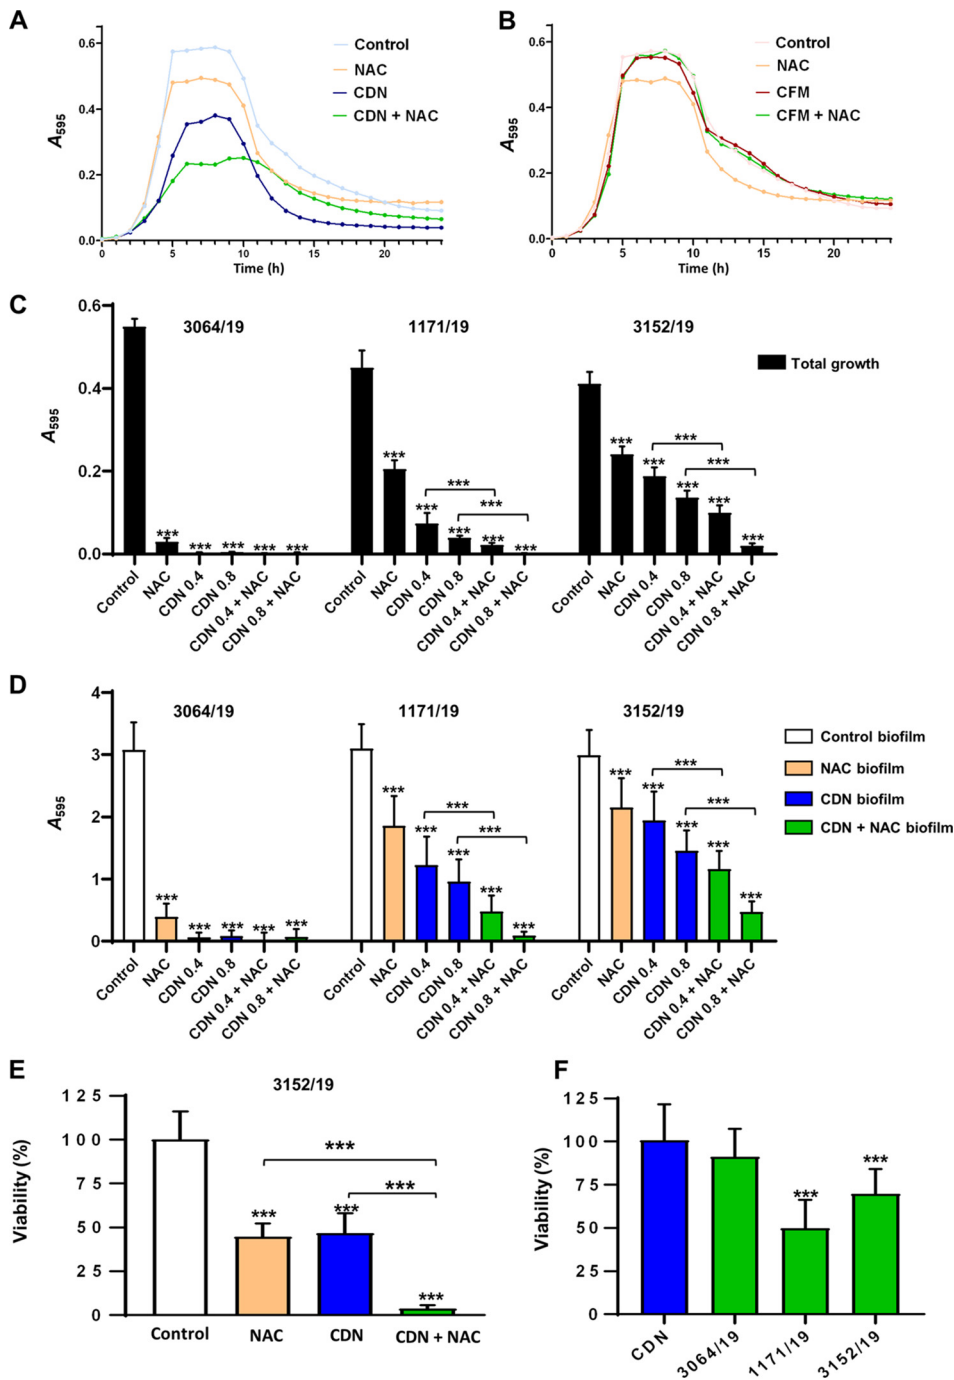 A
0.6
0.4
0.2
0.0
A595
0 5 10 15 20
Time (h)
Control
NAC
CDN
CDN + NAC
B
0.6
0.4
0.2
0.0
A595
0 5 10 15 20
Time (h)
Control
NAC
CFM
CFM + NAC
C
3064/19 1171/19 3152/19
0.6
0.4
0.2
0.0
A595
Total growth
*** *** *** *** ***
*** *** *** *** ***
*** ***
*** *** *** *** ***
*** ***
Control NAC CDN 0.4 CDN 0.8 CDN 0.4 + NAC CDN 0.8 + NAC
Control NAC CDN 0.4 CDN 0.8 CDN 0.4 + NAC CDN 0.8 + NAC
Control NAC CDN 0.4 CDN 0.8 CDN 0.4 + NAC CDN 0.8 + NAC
D
3064/19 1171/19 3152/19
4
3
2
1
0
A595
Control biofilm
NAC biofilm
CDN biofilm
CDN + NAC biofilm
*** *** *** *** ***
*** *** *** *** ***
*** ***
*** *** *** *** ***
*** ***
Control NAC CDN 0.4 CDN 0.8 CDN 0.4 + NAC CDN 0.8 + NAC
Control NAC CDN 0.4 CDN 0.8 CDN 0.4 + NAC CDN 0.8 + NAC
Control NAC CDN 0.4 CDN 0.8 CDN 0.4 + NAC CDN 0.8 + NAC
E
3152/19
125
100
75
50
25
0
Viability (%)
***
***
*** *** ***
Control NAC CDN CDN + NAC
F
125
100
75
50
25
0
Viability (%)
*** ***
CDN 3064/19 1171/19 3152/19